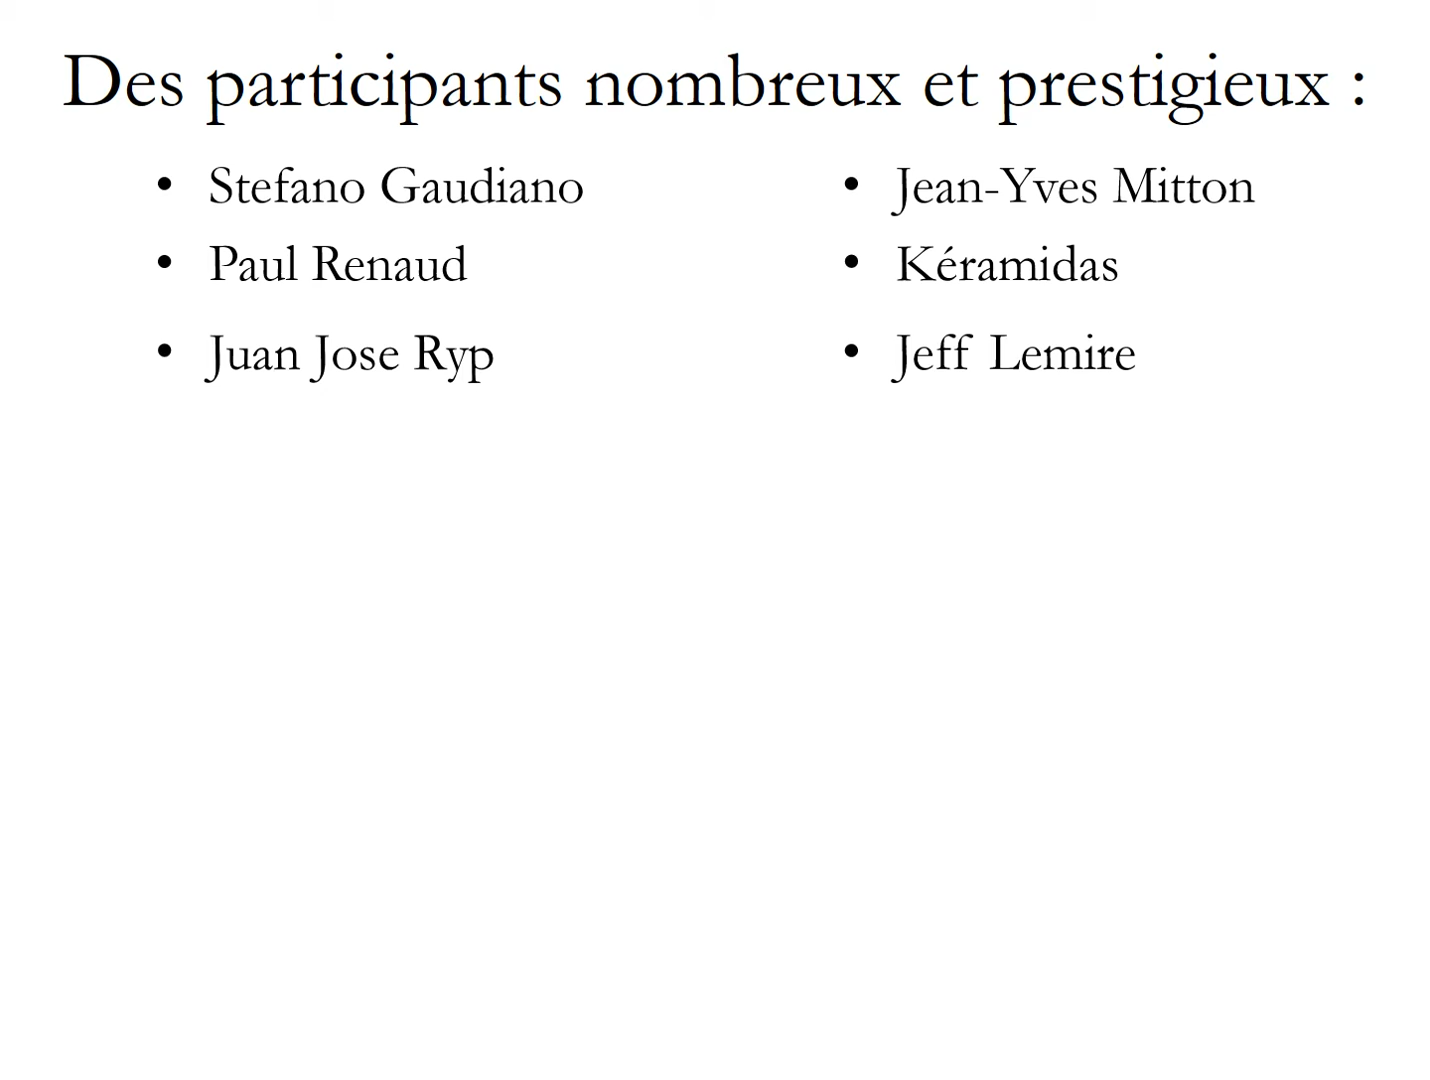 Des participants nombreux et prestigieux :
• Stefano Gaudiano
• Paul Renaud
• Juan Jose Ryp
• Jean-Yves Mitton
• Kéramidas
• Jeff Lemire